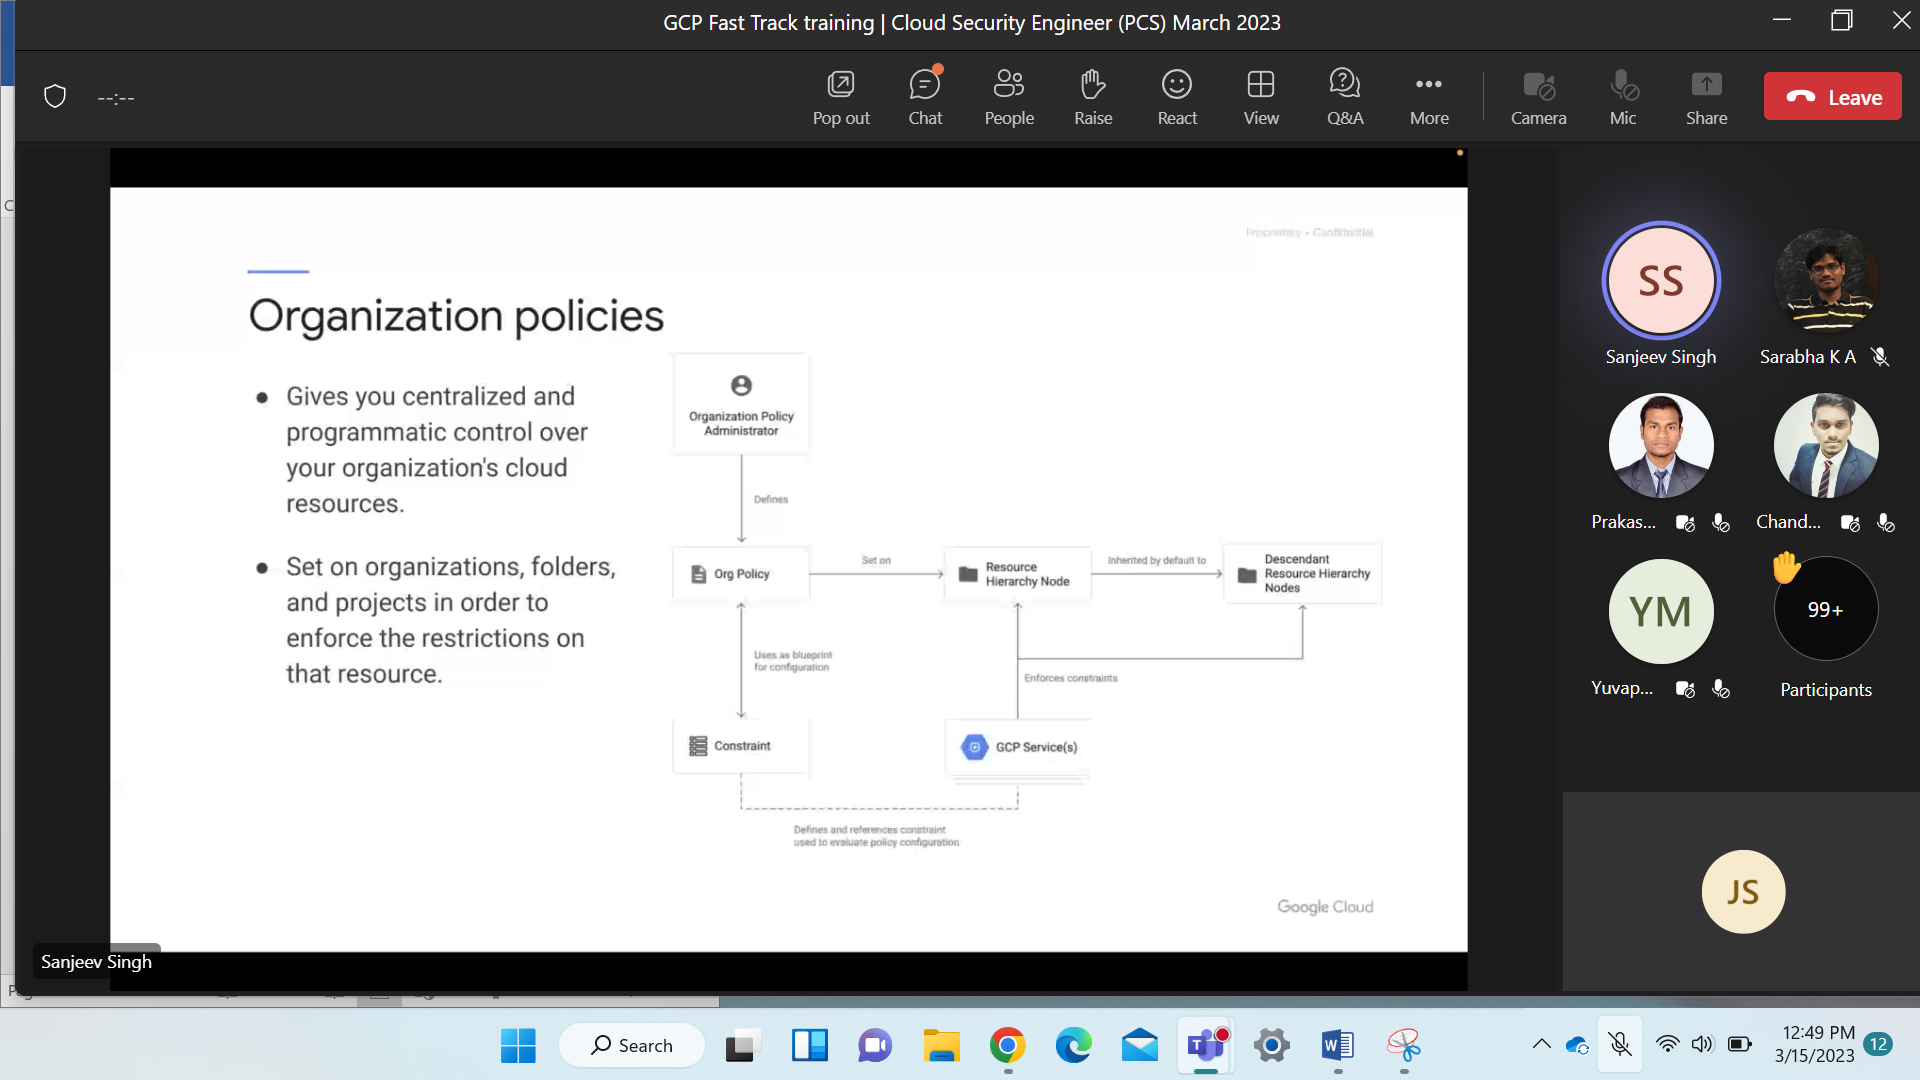 GCP Fast Track training | Cloud Security Engineer (PCS) March 2023
--:--
Pop out
Chat
People
Raise
React
View
Q&A
More
Camera
Mic
Share
Leave
Proprietary + Confidential
Organization policies
● Gives you centralized and
programmatic control over
your organization's cloud
resources.
● Set on organizations, folders,
and projects in order to
enforce the restrictions on
that resource.
Organization Policy
Administrator
Defines
Org Policy
Set on
Resource
Hierarchy Node
Inherited by default to
Descendant
Resource Hierarchy
Nodes
Uses as blueprint
for configuration
Enforces constraints
Constraint
GCP Service(s)
Defines and references constraint
used to evaluate policy configuration
Google Cloud
Sanjeev Singh
SS
Sanjeev Singh
Sarabha K A
Prakas...
Chand...
YM
Yuvap...
99+
Participants
JS
Search
12:49 PM
3/15/2023
12